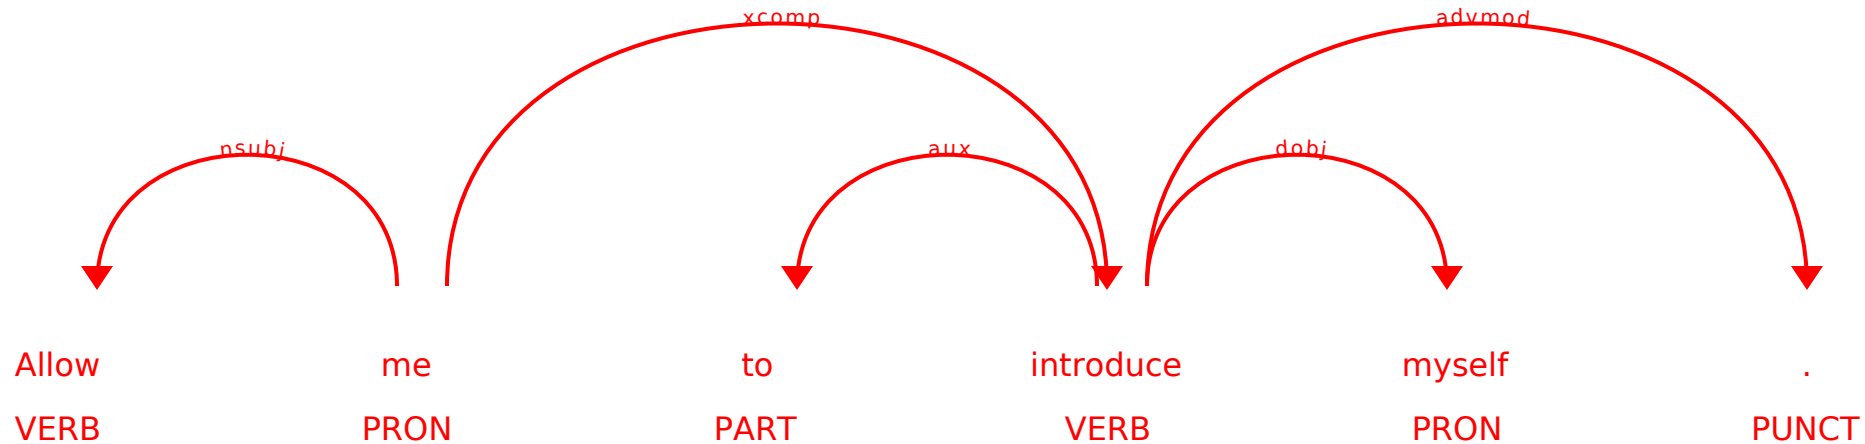 xcomp advmod
nsubj aux dobj
Allow me to introduce myself .
VERB PRON PART VERB PRON PUNCT